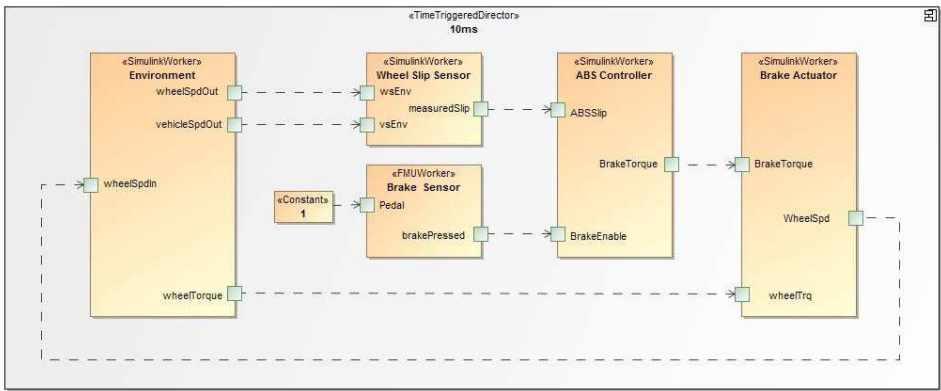 «TimeTriggeredDirector»
10ms
«SimulinkWorker»
Environment
wheelSpdOut
vehicleSpdOut
wheelSpdIn
wheelTorque
«SimulinkWorker»
Wheel Slip Sensor
wsEnv
measuredSlip
vsEnv
«Constant»
1
«FMUWorker»
Brake Sensor
Pedal
brakePressed
«SimulinkWorker»
ABS Controller
ABSSlip
BrakeTorque
BrakeEnable
«SimulinkWorker»
Brake Actuator
BrakeTorque
WheelSpd
wheelTrq